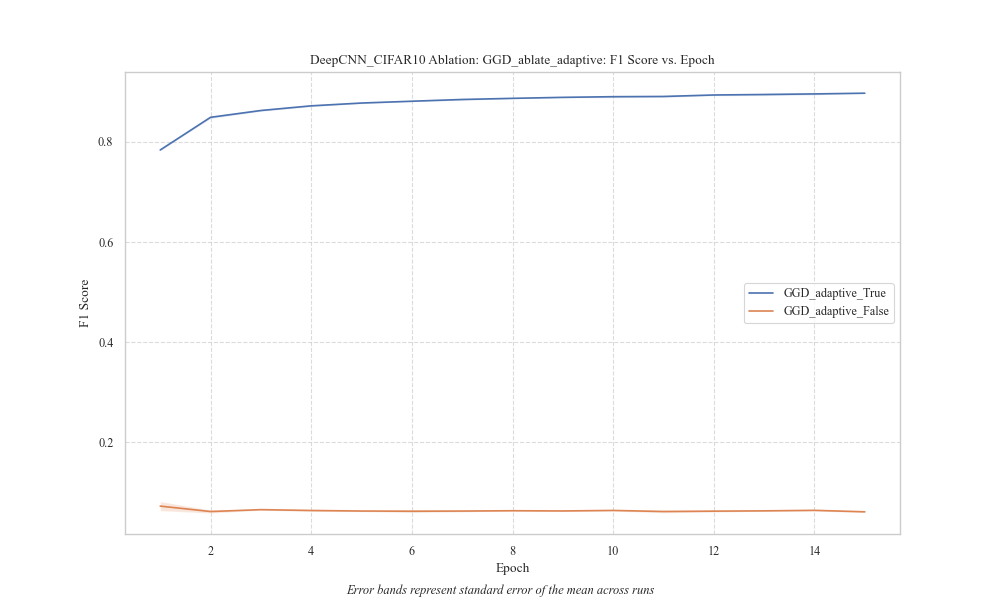 DeepCNN_CIFAR10 Ablation: GGD_ablate_adaptive: F1 Score vs. Epoch
0.8
0.6
0.4
0.2
F1 Score
GGD_adaptive_True
GGD_adaptive_False
2 4 6 8 10 12 14
Epoch
Error bands represent standard error of the mean across runs